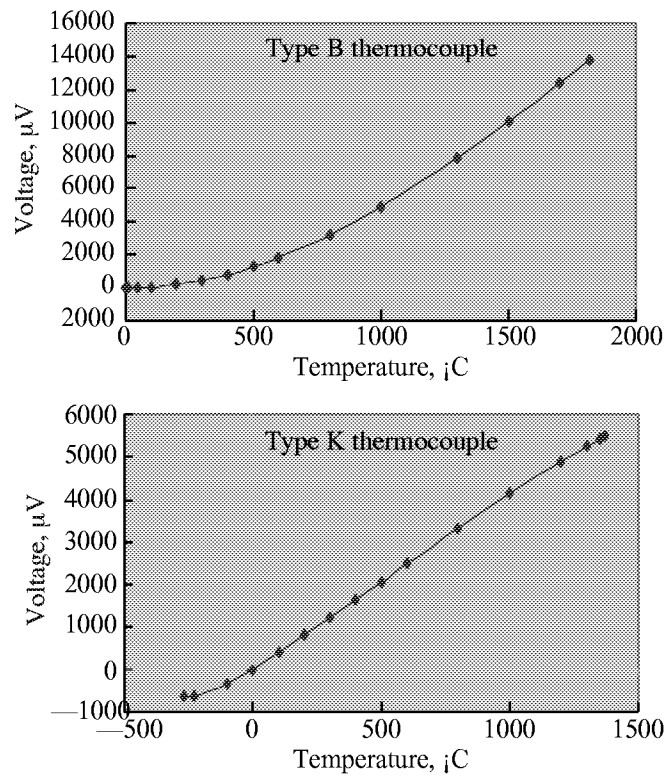 16000
Type B thermocouple
14000
12000
10000
8000
6000
4000
2000
0
2000
Voltage, µV
0 500 1000 1500 2000
Temperature, ¡C
6000
Type K thermocouple
5000
4000
3000
2000
1000
0
—1000
Voltage, µV
—500 0 500 1000 1500
Temperature, ¡C